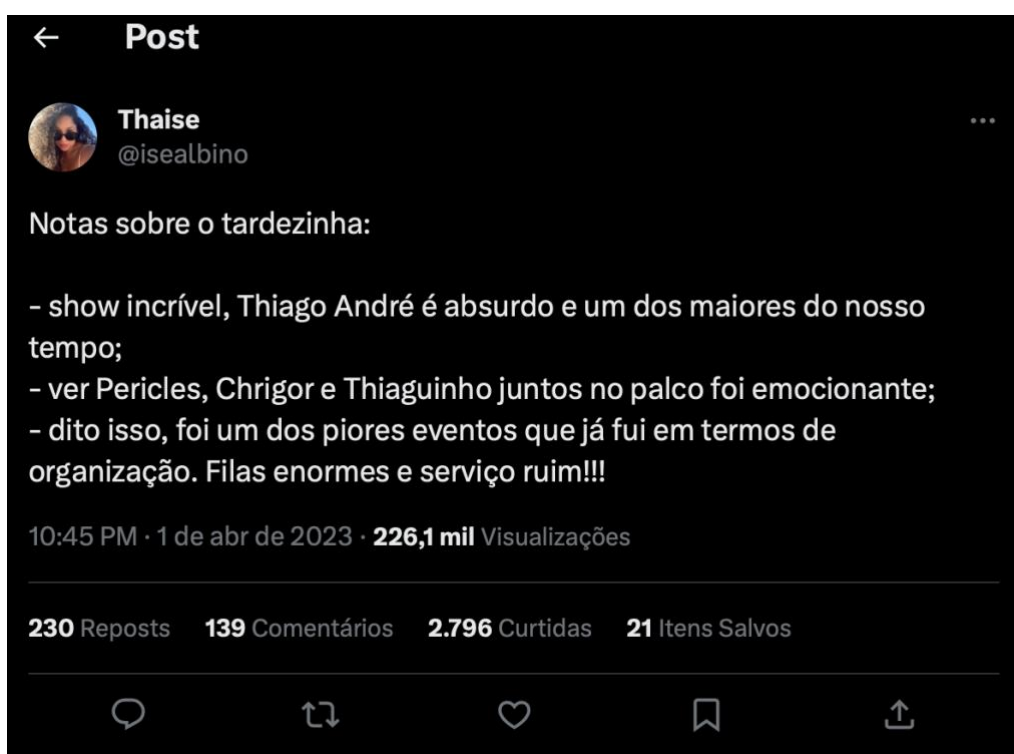 Post
Thaise
@isealbino
Notas sobre o tardezinha:
- show incrível, Thiago André é absurdo e um dos maiores do nosso
tempo;
- ver Pericles, Chrigor e Thiaguinho juntos no palco foi emocionante;
- dito isso, foi um dos piores eventos que já fui em termos de
organização. Filas enormes e serviço ruim!!!
10:45 PM · 1 de abr de 2023 · 226,1 mil Visualizações
230 Reposts 139 Comentários 2.796 Curtidas 21 Itens Salvos